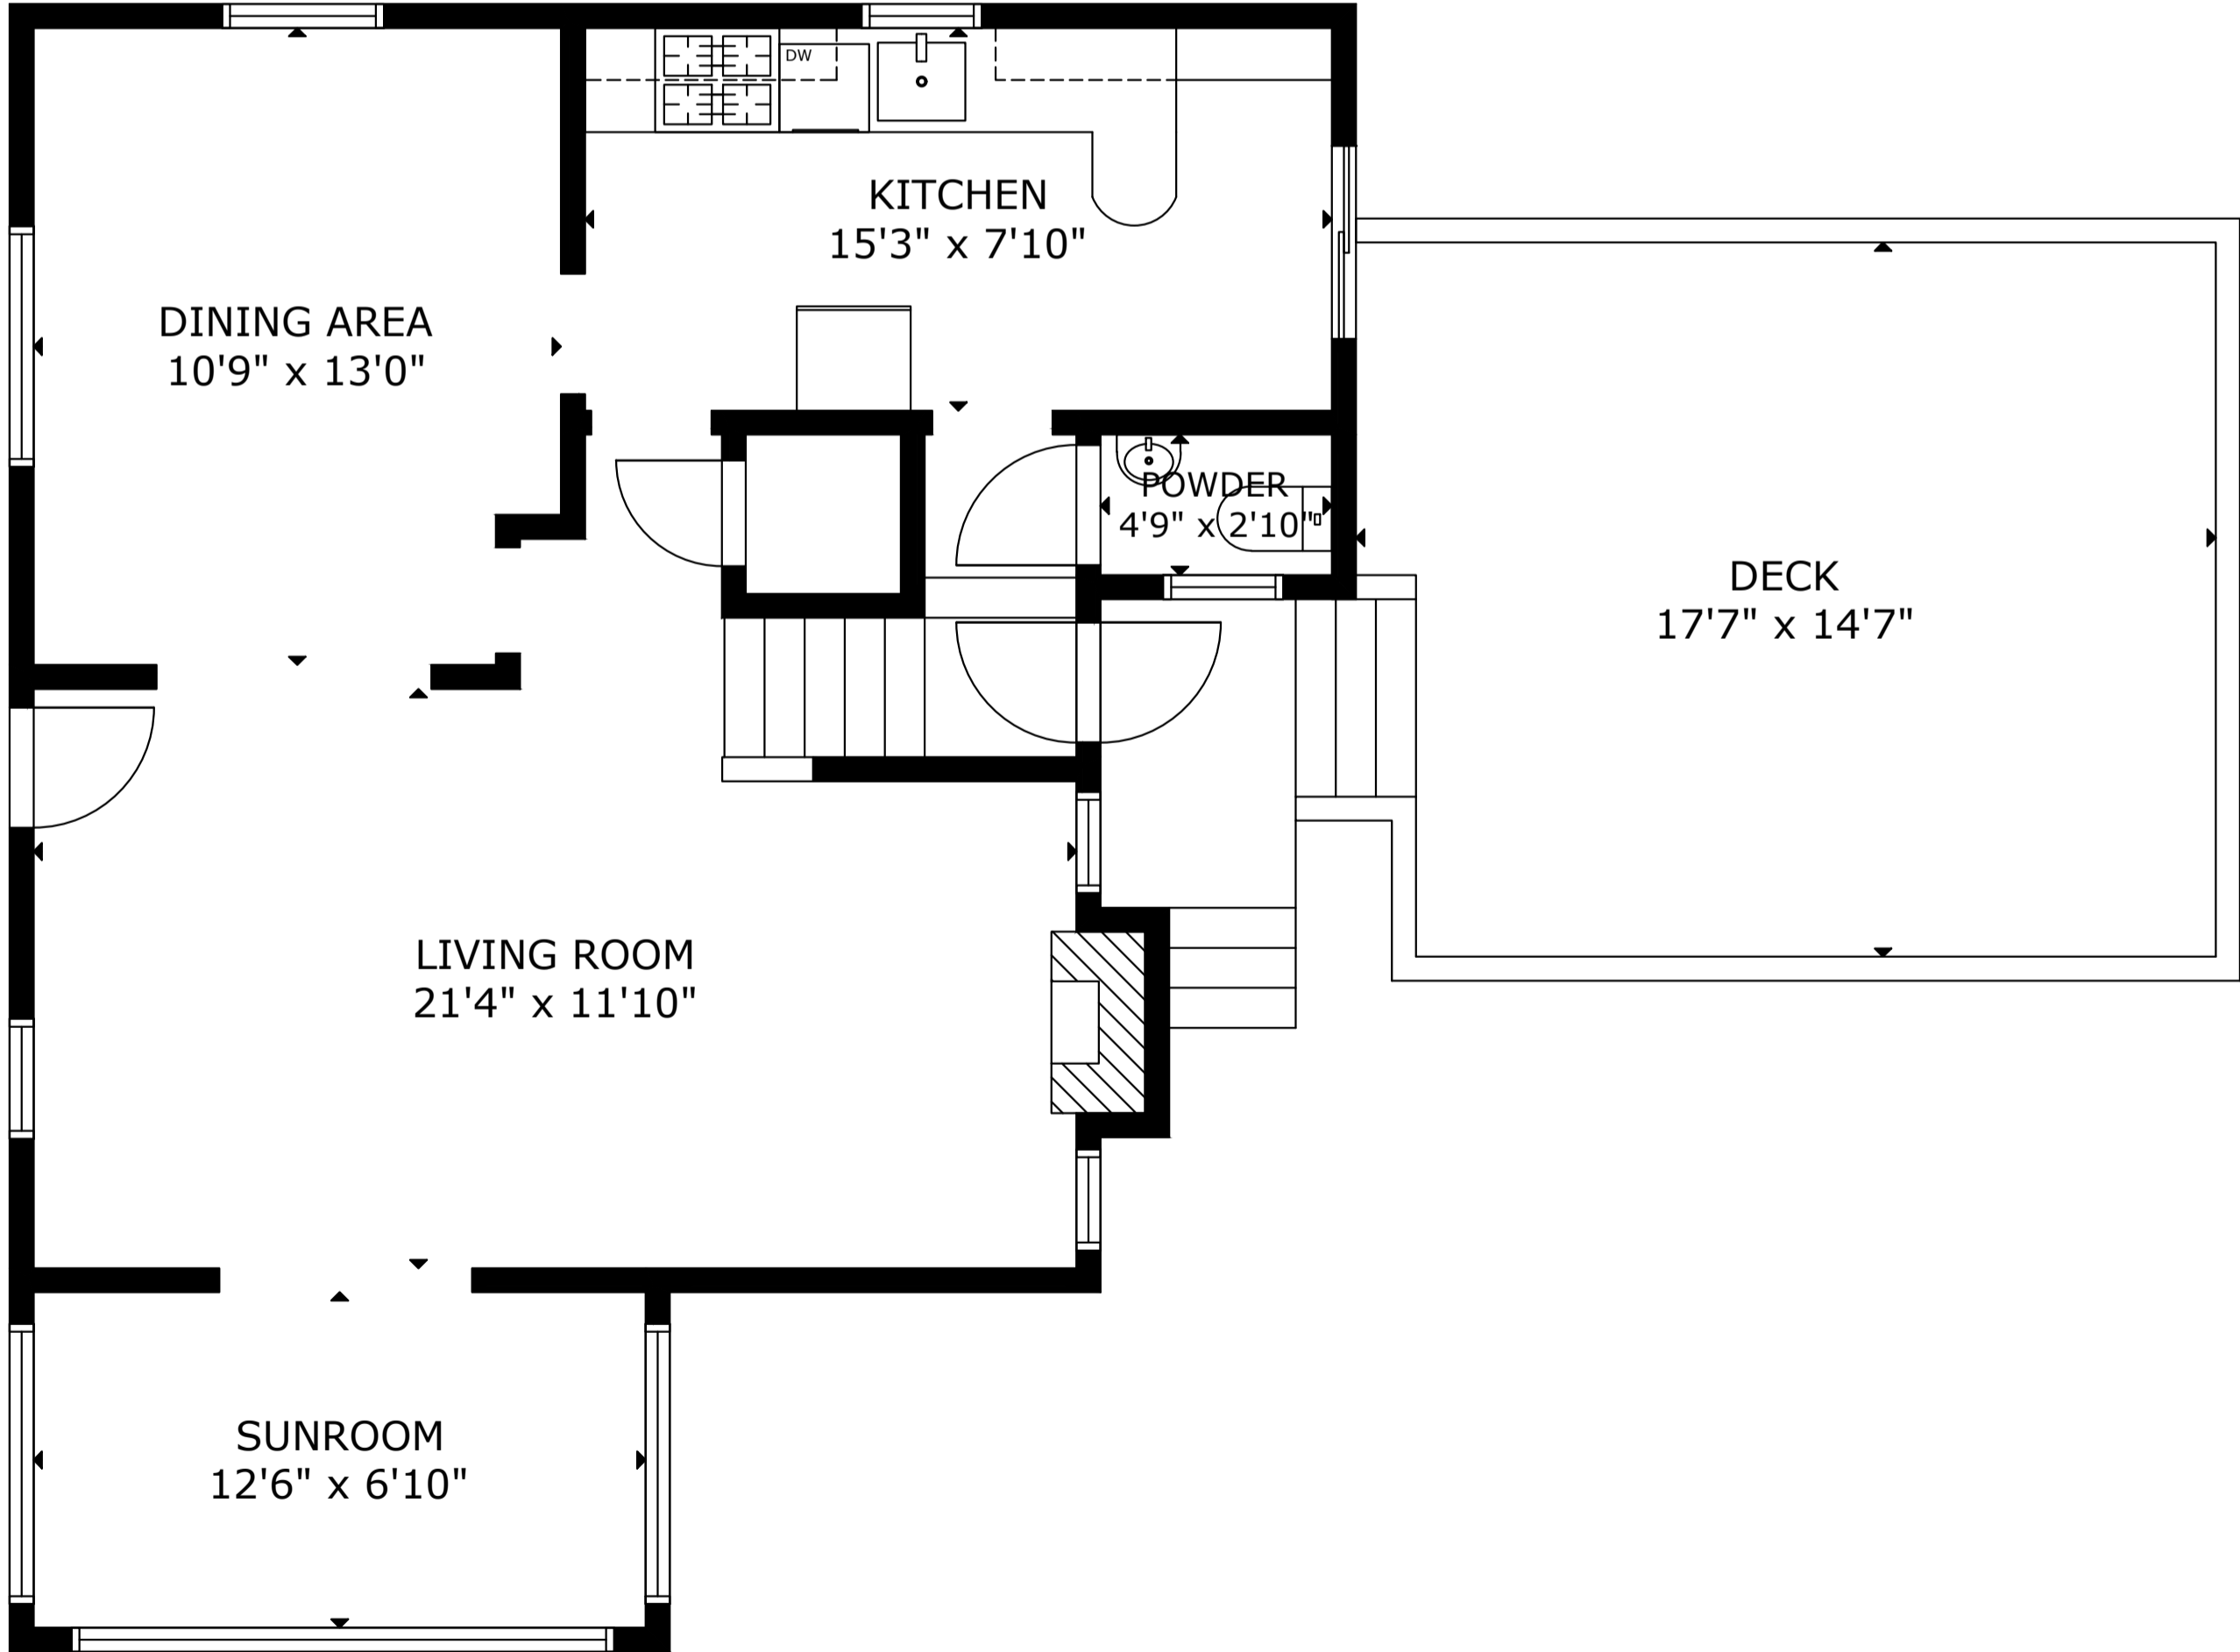 DW
KITCHEN
15'3" x 7'10"
DINING AREA
10'9" x 13'0"
POWDER
4'9" x 2'10"
DECK
17'7" x 14'7"
LIVING ROOM
21'4" x 11'10"
SUNROOM
12'6" x 6'10"